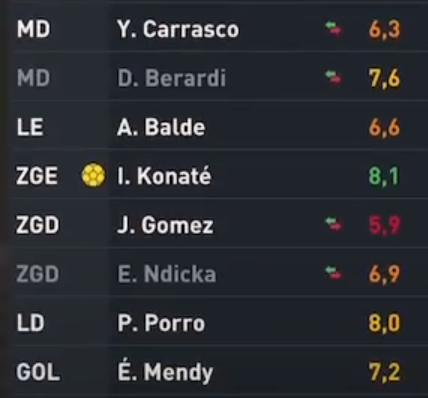 MD Y. Carrasco 6,3
MD D. Berardi 7,6
LE A. Balde 6,6
ZGE I. Konaté 8,1
ZGD J. Gomez 5,9
ZGD E. Ndicka 6,9
LD P. Porro 8,0
GOL É. Mendy 7,2